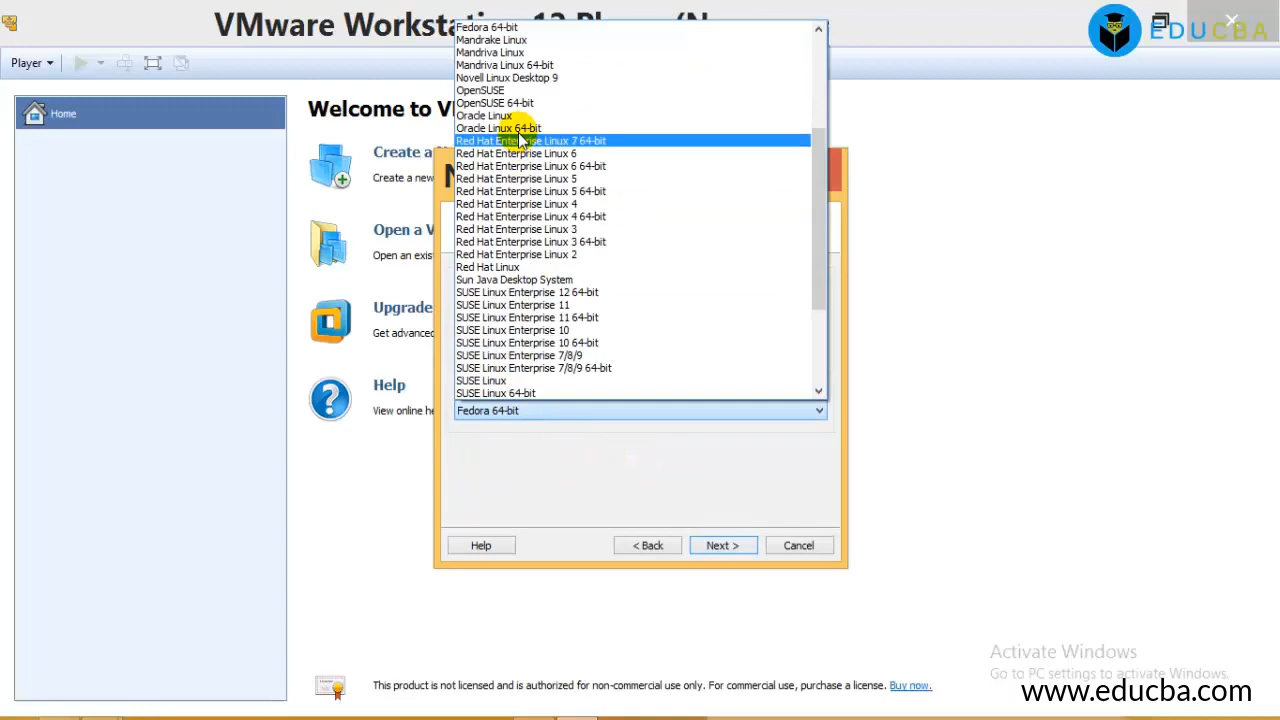 VMware Workstation 12 Player (N
EDUCBA
Player
Home
Welcome to VM
Create a
Create a new
Open a V
Open an exis
Upgrade
Get advanced
Help
View online he
N
Fedora 64-bit
Mandrake Linux
Mandriva Linux
Mandriva Linux 64-bit
Novell Linux Desktop 9
OpenSUSE
OpenSUSE 64-bit
Oracle Linux
Oracle Linux 64-bit
Red Hat Enterprise Linux 7 64-bit
Red Hat Enterprise Linux 6
Red Hat Enterprise Linux 6 64-bit
Red Hat Enterprise Linux 5
Red Hat Enterprise Linux 5 64-bit
Red Hat Enterprise Linux 4
Red Hat Enterprise Linux 4 64-bit
Red Hat Enterprise Linux 3
Red Hat Enterprise Linux 3 64-bit
Red Hat Enterprise Linux 2
Red Hat Linux
Sun Java Desktop System
SUSE Linux Enterprise 12 64-bit
SUSE Linux Enterprise 11
SUSE Linux Enterprise 11 64-bit
SUSE Linux Enterprise 10
SUSE Linux Enterprise 10 64-bit
SUSE Linux Enterprise 7/8/9
SUSE Linux Enterprise 7/8/9 64-bit
SUSE Linux
SUSE Linux 64-bit
Fedora 64-bit
Help < Back Next > Cancel
Activate Windows
Go to PC settings to activate Windows.
This product is not licensed and is authorized for non-commercial use only. For commercial use, purchase a license. Buy now.
www.educba.com